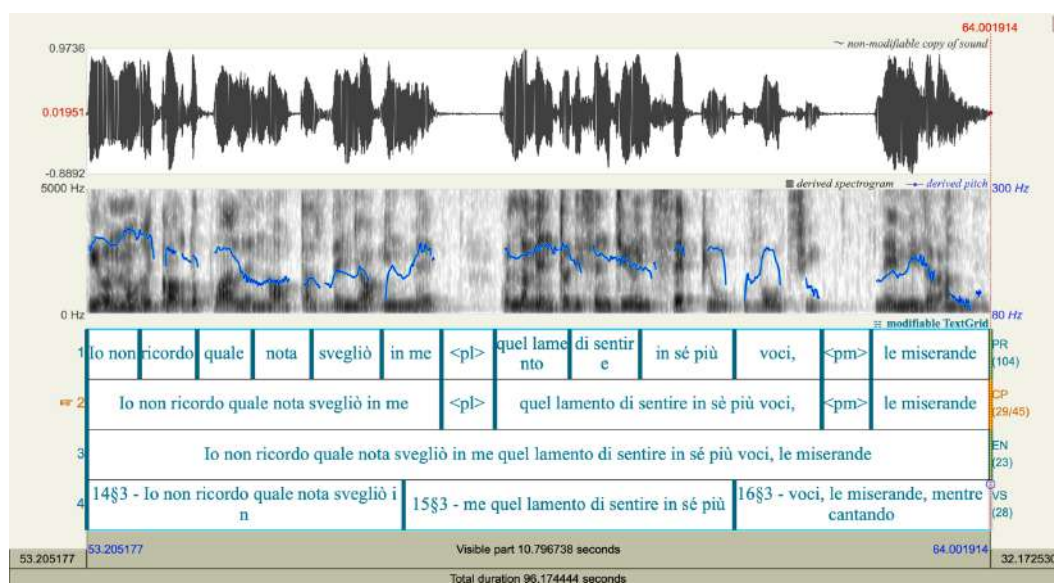 64.001914
0.9736
~ non-modifiable copy of sound
0.01951
-0.8892
5000 Hz
derived spectrogram
derived pitch
300 Hz
0 Hz
80 Hz
modifiable TextGrid
1
Io non
ricordo
quale
nota
svegliò
in me
<pl>
quel lame
nto
di sentir
e
in sé più
voci,
<pm>
le miserande
PR
(104)
2
Io non ricordo quale nota svegliò in me
<pl>
quel lamento di sentire in sè più voci,
<pm>
le miserande
CP
(29/45)
3
Io non ricordo quale nota svegliò in me quel lamento di sentire in sé più voci, le miserande
EN
(23)
4
14§3 - Io non ricordo quale nota svegliò i
n
15§3 - me quel lamento di sentire in sé più
16§3 - voci, le miserande, mentre
cantando
VS
(28)
53.205177
53.205177
Visible part 10.796738 seconds
64.001914
32.172530
Total duration 96.174444 seconds